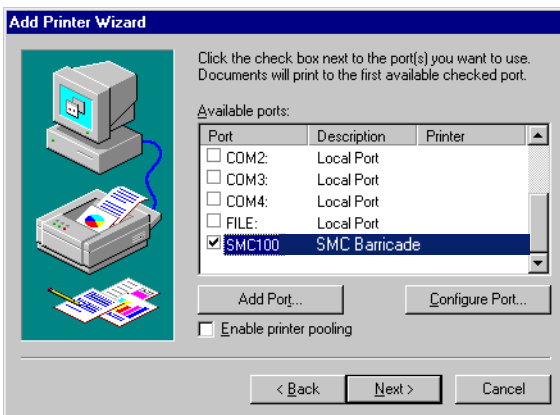 Add Printer Wizard
Click the check box next to the port(s) you want to use.
Documents will print to the first available checked port.
Available ports:
Port Description Printer
COM2: Local Port
COM3: Local Port
COM4: Local Port
FILE: Local Port
SMC100 SMC Barricade
Add Port... Configure Port...
Enable printer pooling
< Back Next > Cancel